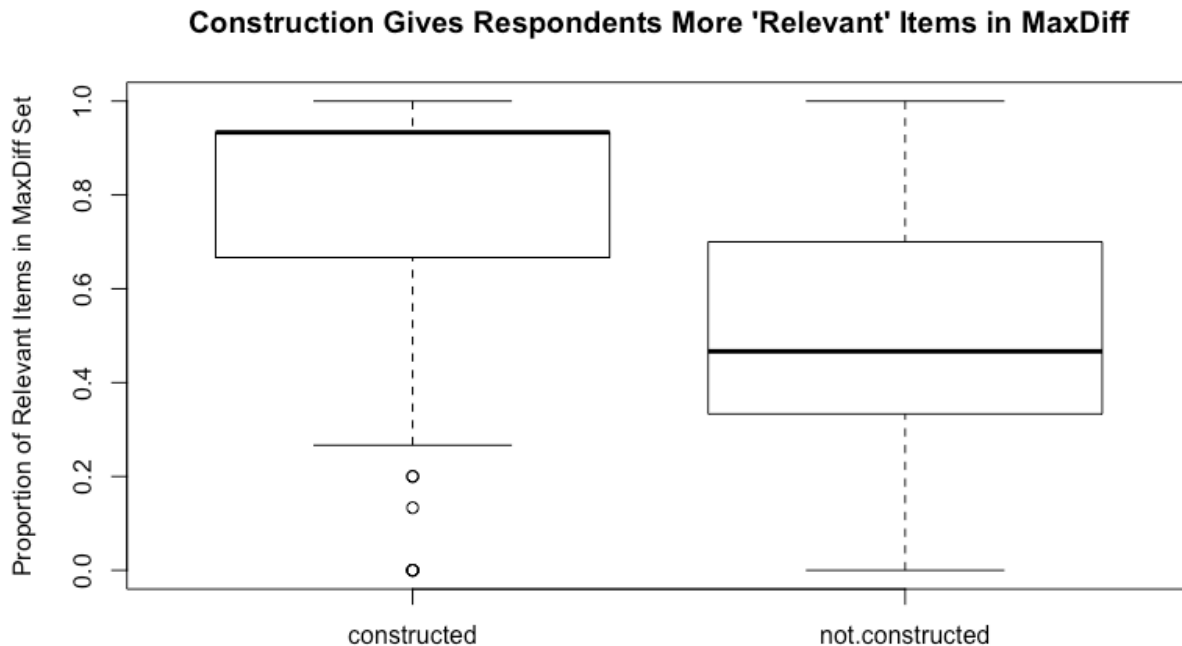 Construction Gives Respondents More 'Relevant' Items in MaxDiff
Proportion of Relevant Items in MaxDiff Set
1.0
0.8
0.6
0.4
0.2
0.0
constructed
not.constructed